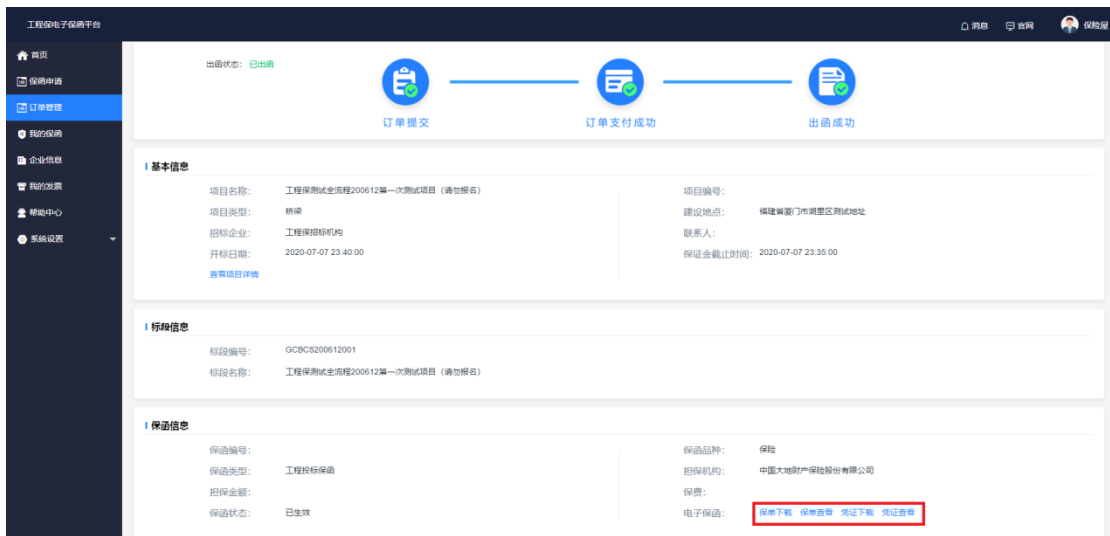 工程保电子保函平台
消息 官网 保险屋
首页
保函申请
订单管理
我的保函
企业信息
我的发票
帮助中心
系统设置
出函状态： 已出函
订单提交 订单支付成功 出函成功
基本信息
项目名称： 工程保测试全流程200612第一次测试项目（请勿报名） 项目编号：
项目类型： 桥梁 建设地点： 福建省厦门市湖里区测试地址
招标企业： 工程保招标机构 联系人：
开标日期： 2020-07-07 23:40:00 保证金截止时间： 2020-07-07 23:35:00
查看项目详情
标段信息
标段编号： GCBCS200612001
标段名称： 工程保测试全流程200612第一次测试项目（请勿报名）
保函信息
保函编号： 保函品种： 保险
保函类型： 工程投标保函 担保机构： 中国大地财产保险股份有限公司
担保金额： 保费：
保函状态： 已生效 电子保函： 保单下载 保单查看 凭证下载 凭证查看